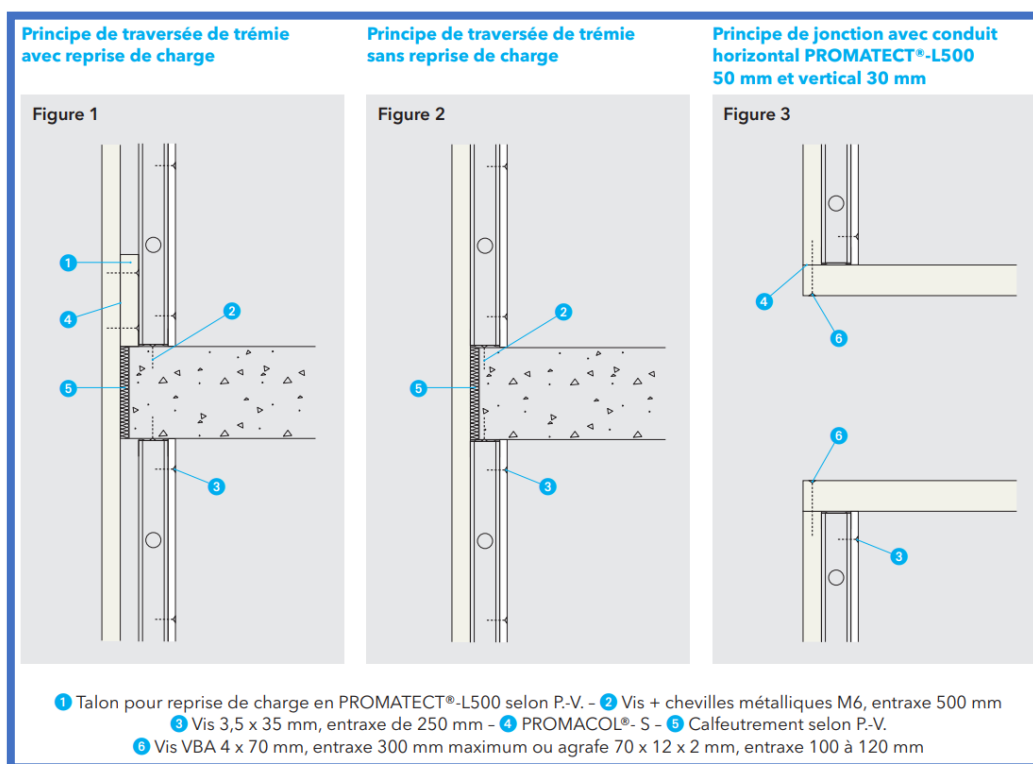 Principe de traversée de trémie
avec reprise de charge
Principe de traversée de trémie
sans reprise de charge
Principe de jonction avec conduit
horizontal PROMATECT®-L500
50 mm et vertical 30 mm
Figure 1
1
4
2
5
3
Figure 2
2
5
3
Figure 3
4
6
6
3
1 Talon pour reprise de charge en PROMATECT®-L500 selon P.-V. – 2 Vis + chevilles métalliques M6, entraxe 500 mm
3 Vis 3,5 x 35 mm, entraxe de 250 mm – 4 PROMACOL®- S – 5 Calfeutrement selon P.-V.
6 Vis VBA 4 x 70 mm, entraxe 300 mm maximum ou agrafe 70 x 12 x 2 mm, entraxe 100 à 120 mm